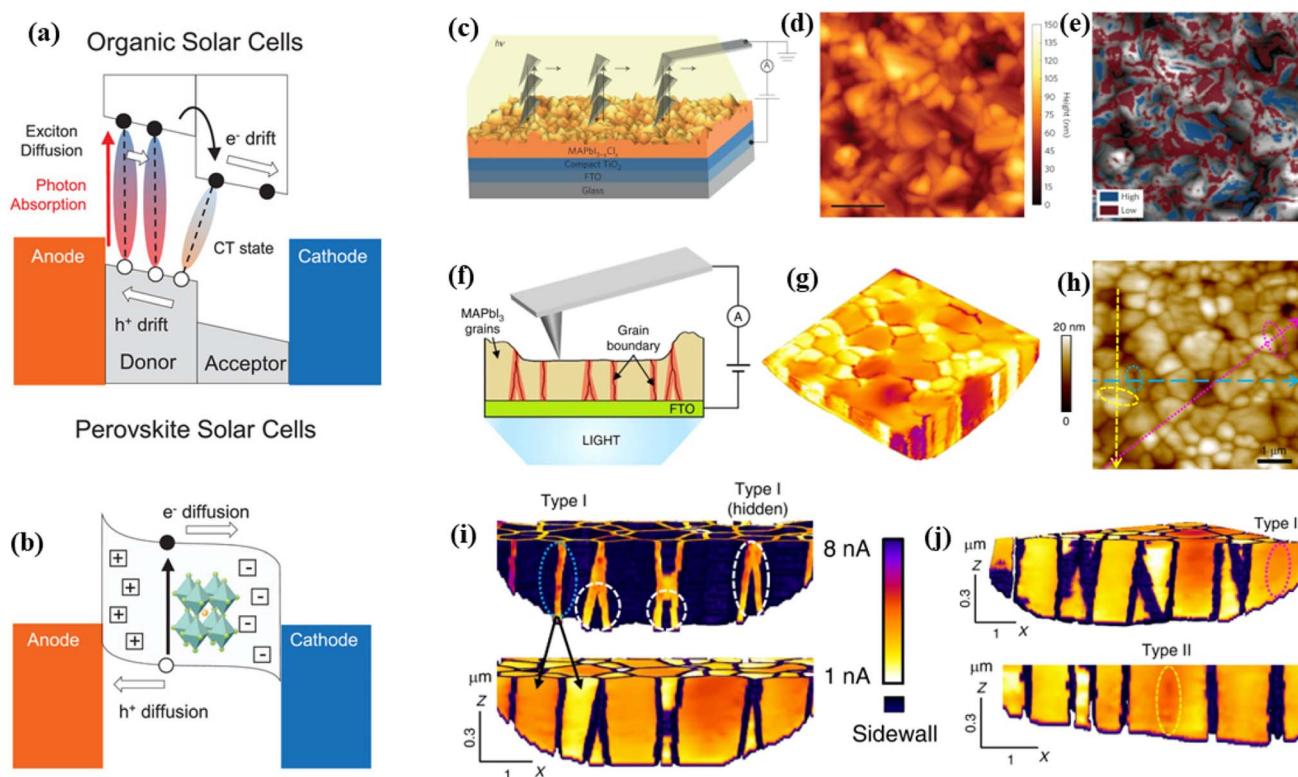 (a)
Organic Solar Cells
Exciton
Diffusion
Photon
Absorption
e- drift
CT state
Anode
Cathode
h+ drift
Donor
Acceptor
Perovskite Solar Cells
(b)
e- diffusion
+
+
+
+
-
-
-
-
Anode
Cathode
h+ diffusion
(c)
hν
A
MAPbI3-xClx
Compact TiO2
FTO
Glass
(d)
150
135
120
105
90
75
60
45
30
15
0
Height (nm)
(e)
High
Low
(f)
MAPbI3
grains
Grain
boundary
A
FTO
LIGHT
(g)
(h)
20 nm
0
1 μm
(i)
Type I
Type I
(hidden)
μm
Z
0.3
1
X
8 nA
1 nA
Sidewall
(j)
Type I
μm
Z
0.3
1
X
Type II
μm
Z
0.3
1
X